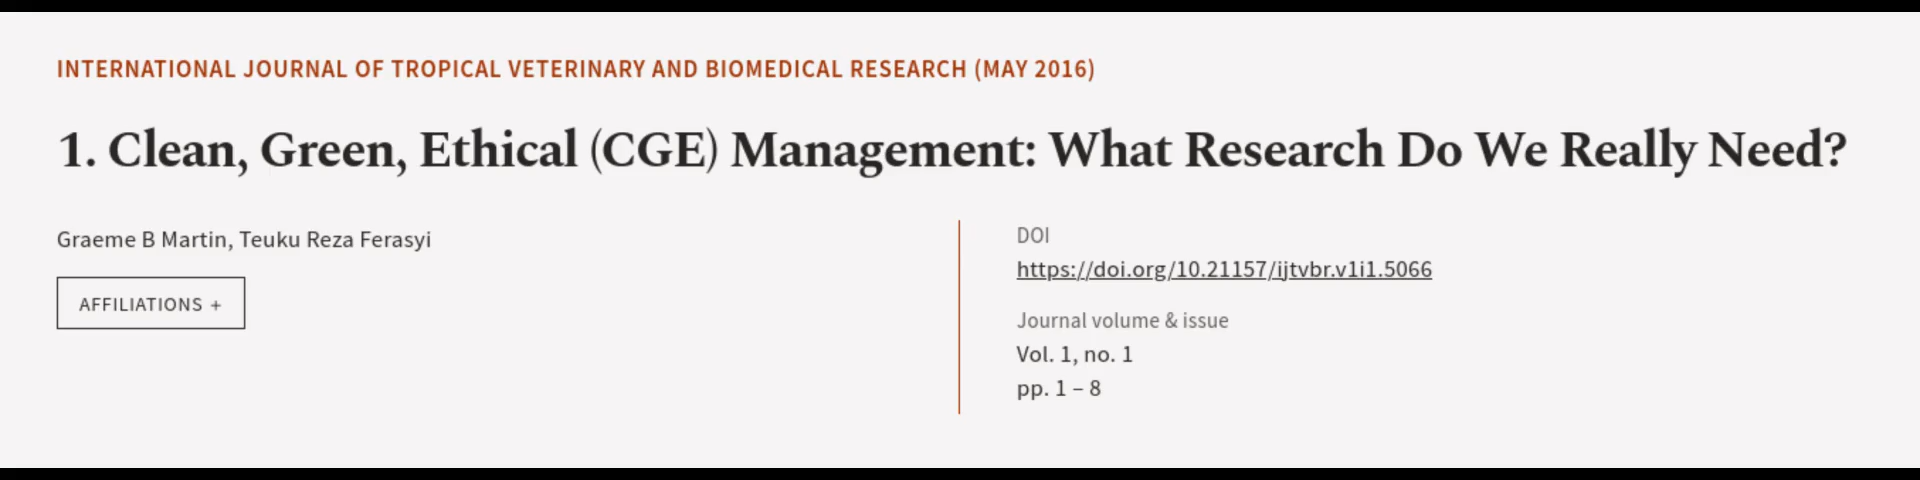 INTERNATIONAL JOURNAL OF TROPICAL VETERINARY AND BIOMEDICAL RESEARCH (MAY 2016)
1. Clean, Green, Ethical (CGE) Management: What Research Do We Really Need?
Graeme B Martin, Teuku Reza Ferasyi
AFFILIATIONS +
DOI
https://doi.org/10.21157/ijtvbr.v1i1.5066
Journal volume & issue
Vol. 1, no. 1
pp. 1 – 8